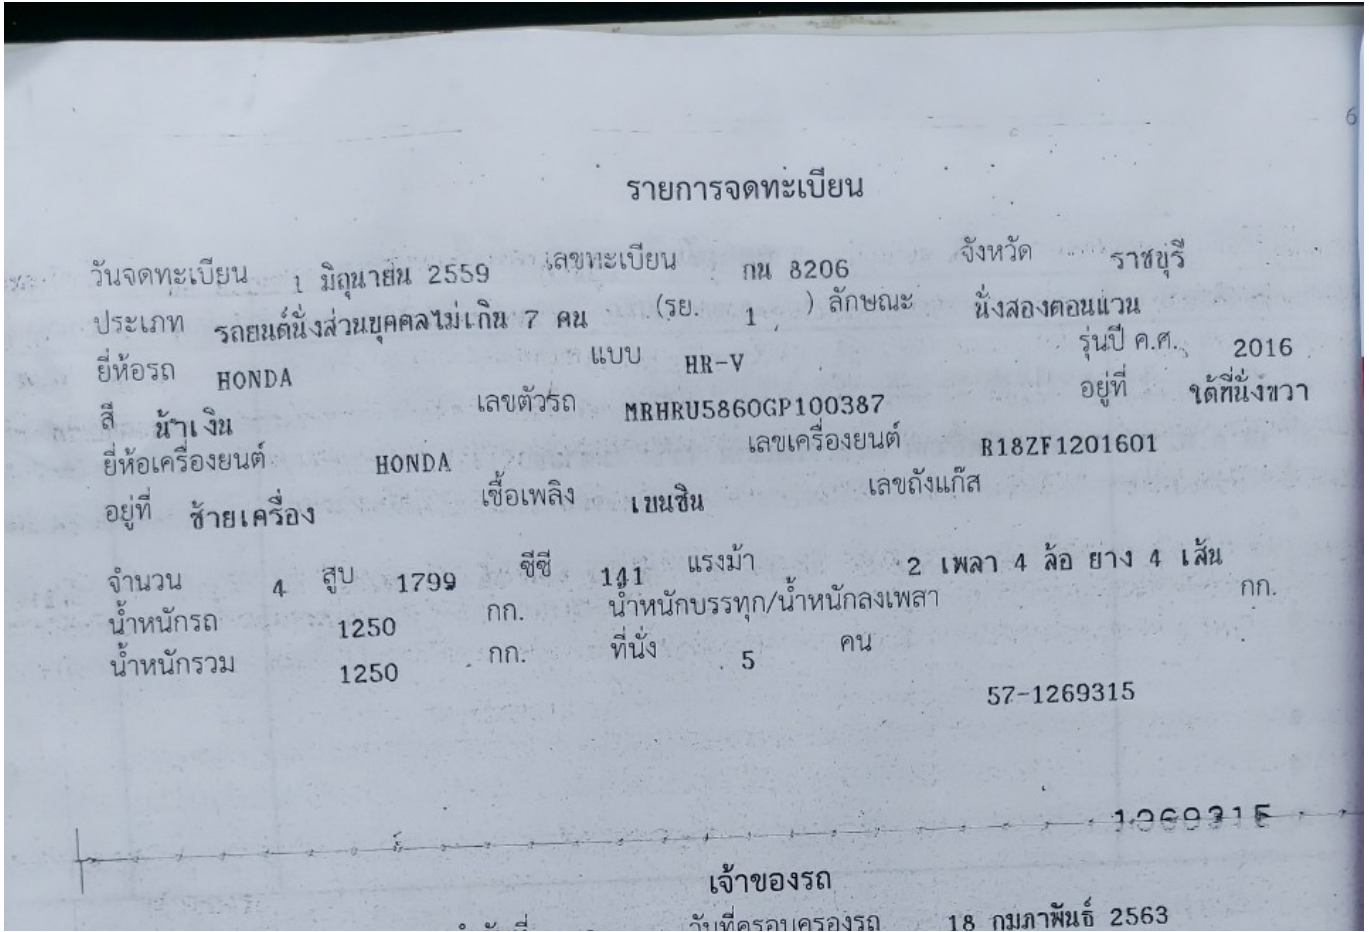 6
รายการจดทะเบียน
วันจดทะเบียน 1 มิถุนายน 2559 เลขทะเบียน กน 8206 จังหวัด ราชบุรี
ประเภท รถยนต์นั่งส่วนบุคคลไม่เกิน 7 คน (รย. 1 ) ลักษณะ นั่งสองตอนแวน
ยี่ห้อรถ HONDA แบบ HR-V รุ่นปี ค.ศ. 2016
สี น้ำเงิน เลขตัวรถ MRHRU5860GP100387 อยู่ที่ ใต้ที่นั่งขวา
ยี่ห้อเครื่องยนต์ HONDA เลขเครื่องยนต์ R18ZF1201601
อยู่ที่ ซ้ายเครื่อง เชื้อเพลิง เบนซิน เลขถังแก๊ส
จำนวน 4 สูบ 1799 ซีซี 141 แรงม้า 2 เพลา 4 ล้อ ยาง 4 เส้น
น้ำหนักรถ 1250 กก. น้ำหนักบรรทุก/น้ำหนักลงเพลา กก.
น้ำหนักรวม 1250 กก. ที่นั่ง 5 คน
57-1269315
1269315
เจ้าของรถ
วันที่ครอบครองรถ 18 กุมภาพันธ์ 2563